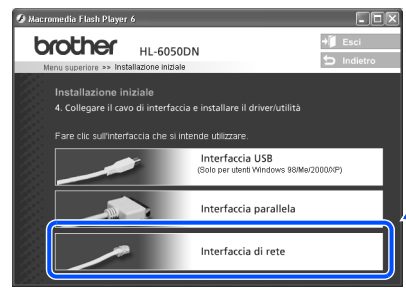 Macromedia Flash Player 6
brother HL-6050DN
Esci
Menu superiore >> Installazione iniziale
Indietro
Installazione iniziale
4. Collegare il cavo di interfaccia e installare il driver/utilità
Fare clic sull'interfaccia che si intende utilizzare.
Interfaccia USB
(Solo per utenti Windows 98/Me/2000/XP)
Interfaccia parallela
Interfaccia di rete